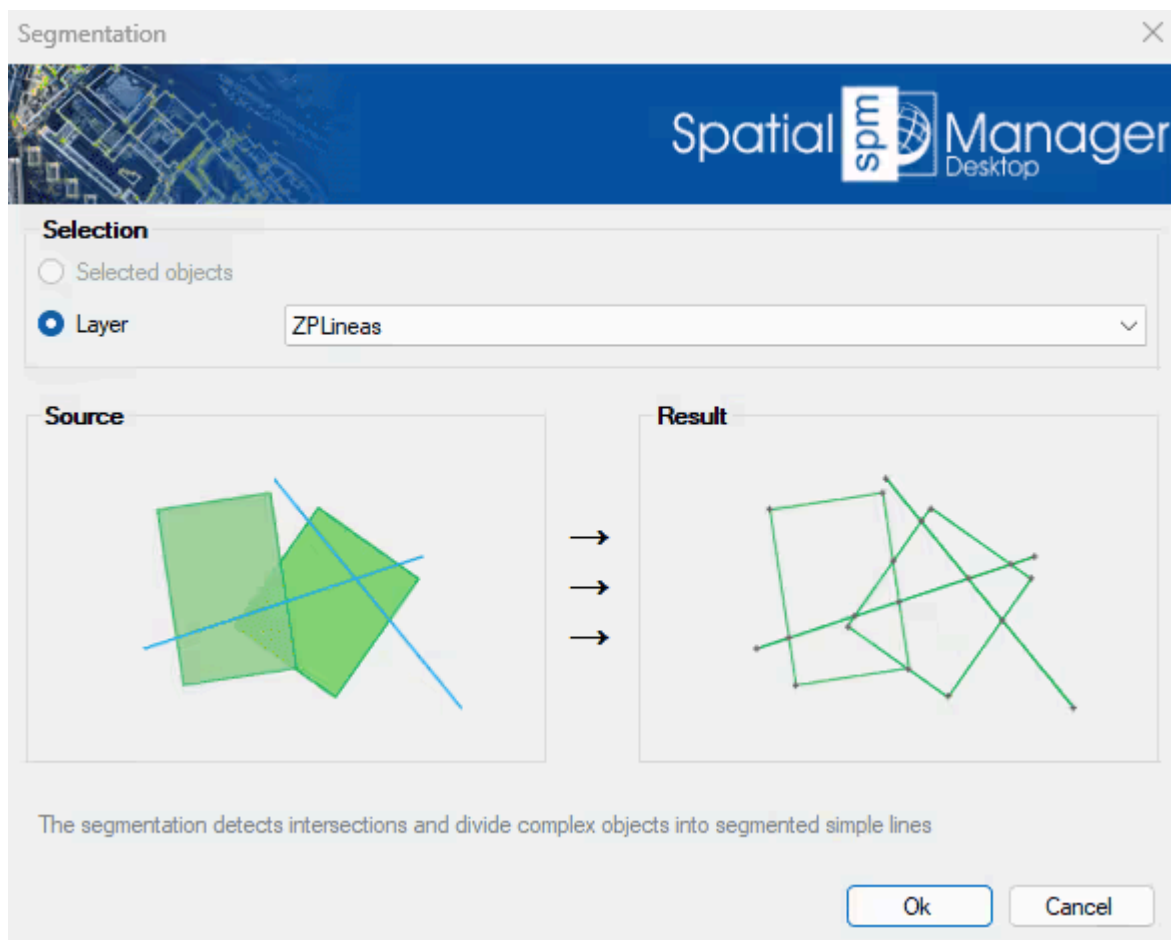 Segmentation
Spatial spm Manager
Desktop
Selection
Selected objects
Layer
ZPLineas
Source
Result
The segmentation detects intersections and divide complex objects into segmented simple lines
Ok
Cancel